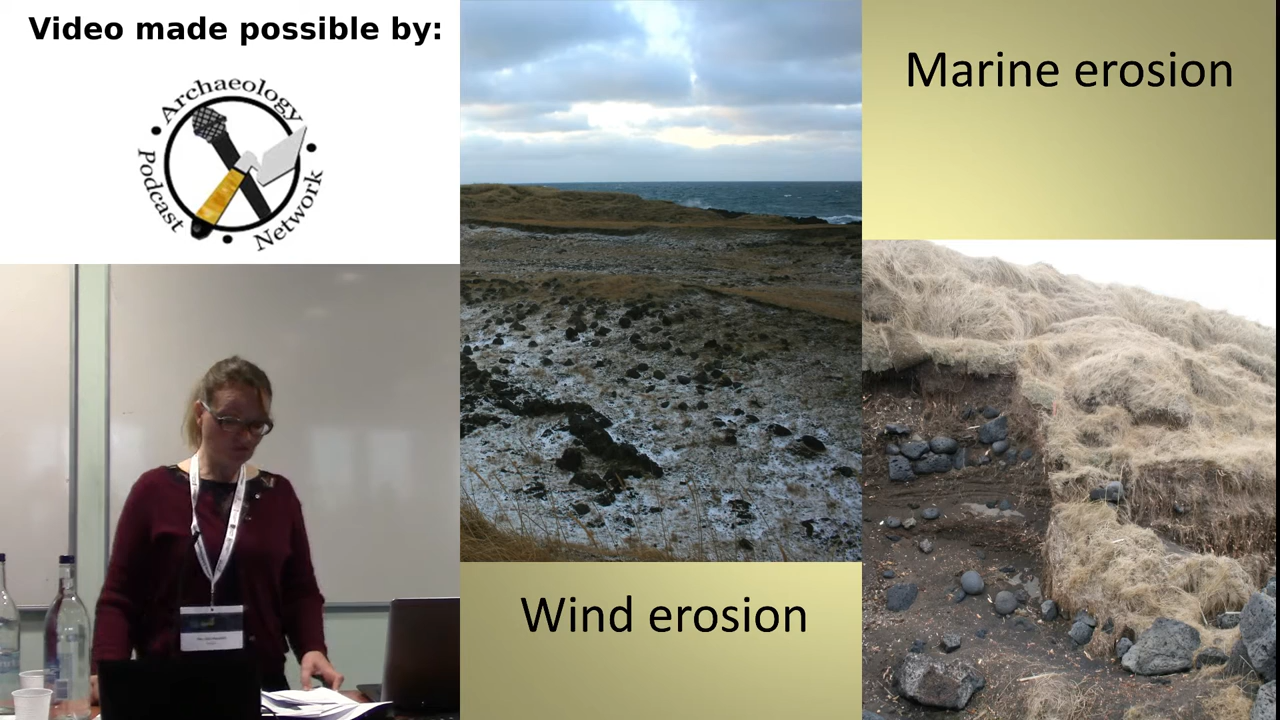 Video made possible by:
Archaeology
Podcast
Network
Marine erosion
Wind erosion